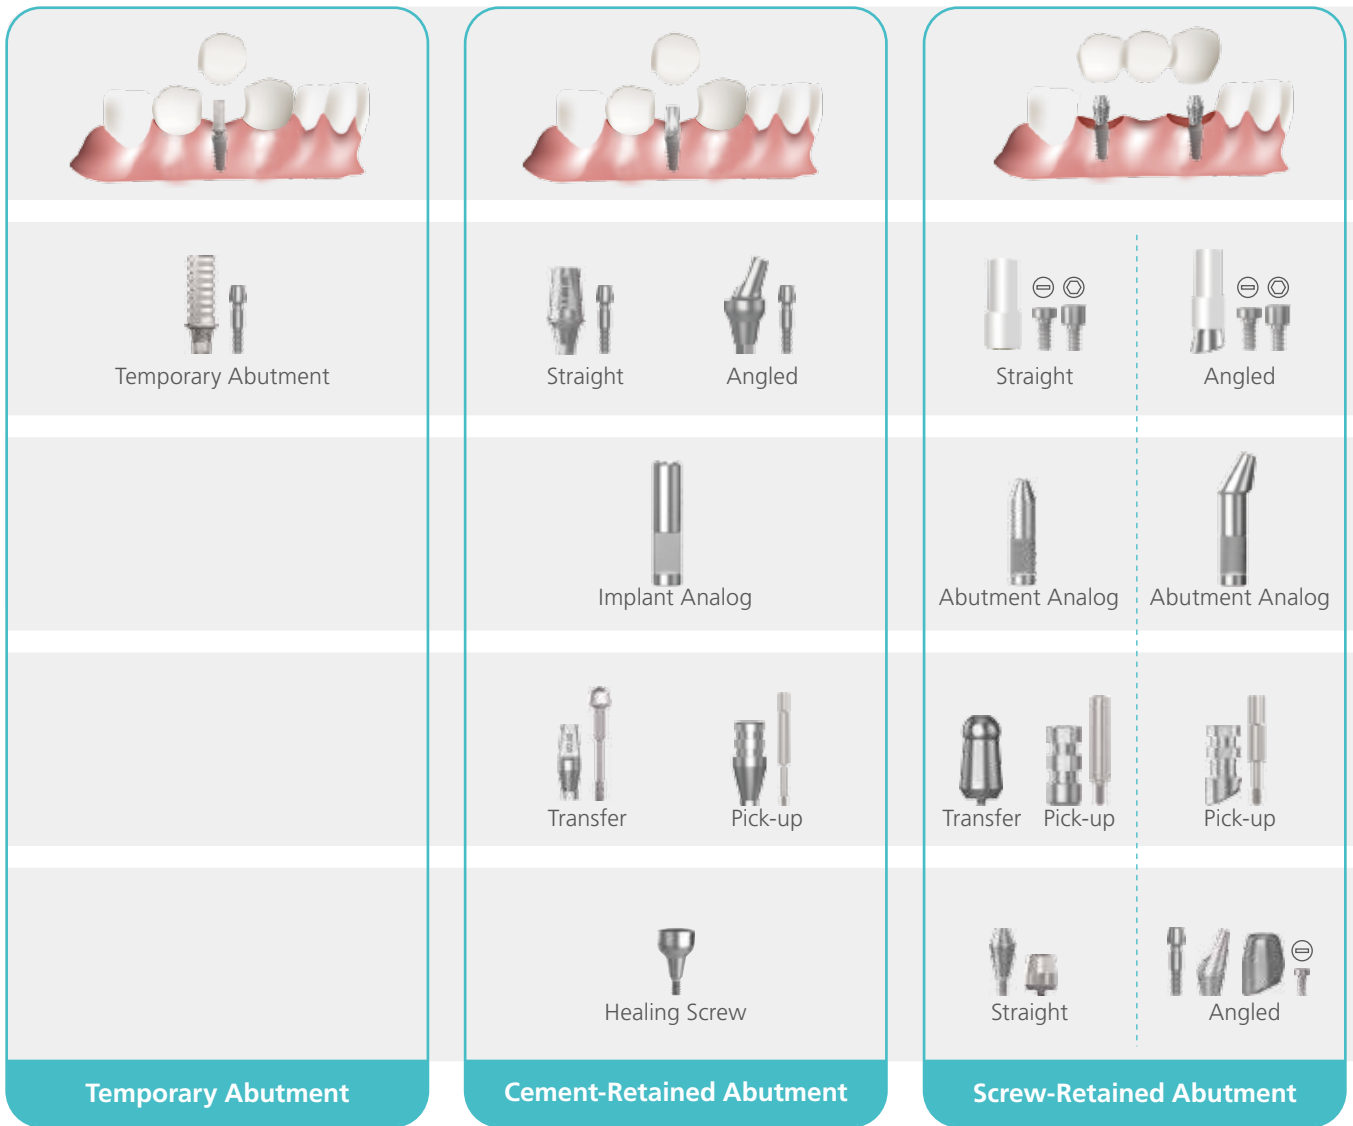 Temporary Abutment
Straight
Angled
Straight
Angled
Implant Analog
Abutment Analog
Abutment Analog
Transfer
Pick-up
Transfer
Pick-up
Pick-up
Healing Screw
Straight
Angled
Temporary Abutment
Cement-Retained Abutment
Screw-Retained Abutment